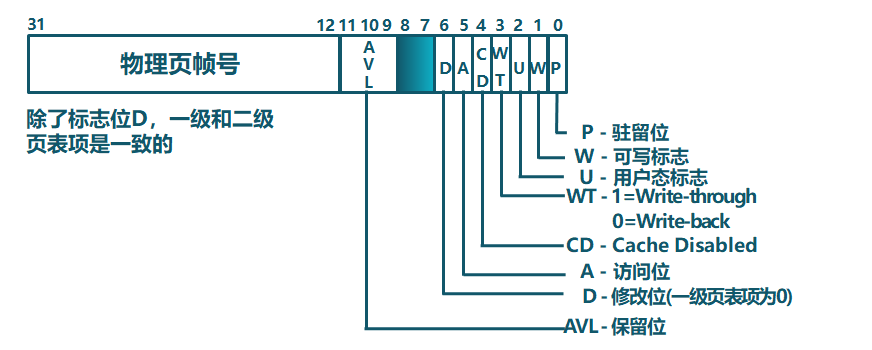 31 12 11 10 9 8 7 6 5 4 3 2 1 0
物理页帧号 AVL D A CD WT U W P
除了标志位D，一级和二级
页表项是一致的
P - 驻留位
W - 可写标志
U - 用户态标志
WT - 1=Write-through
0=Write-back
CD - Cache Disabled
A - 访问位
D - 修改位(一级页表项为0)
AVL - 保留位